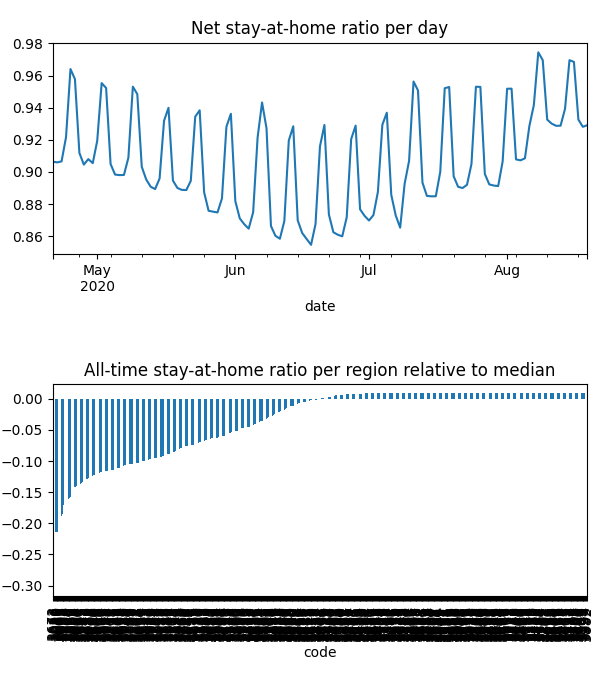 Net stay-at-home ratio per day
0.98
0.96
0.94
0.92
0.90
0.88
0.86
May
2020
Jun
Jul
Aug
date
All-time stay-at-home ratio per region relative to median
0.00
−0.05
−0.10
−0.15
−0.20
−0.25
−0.30
code